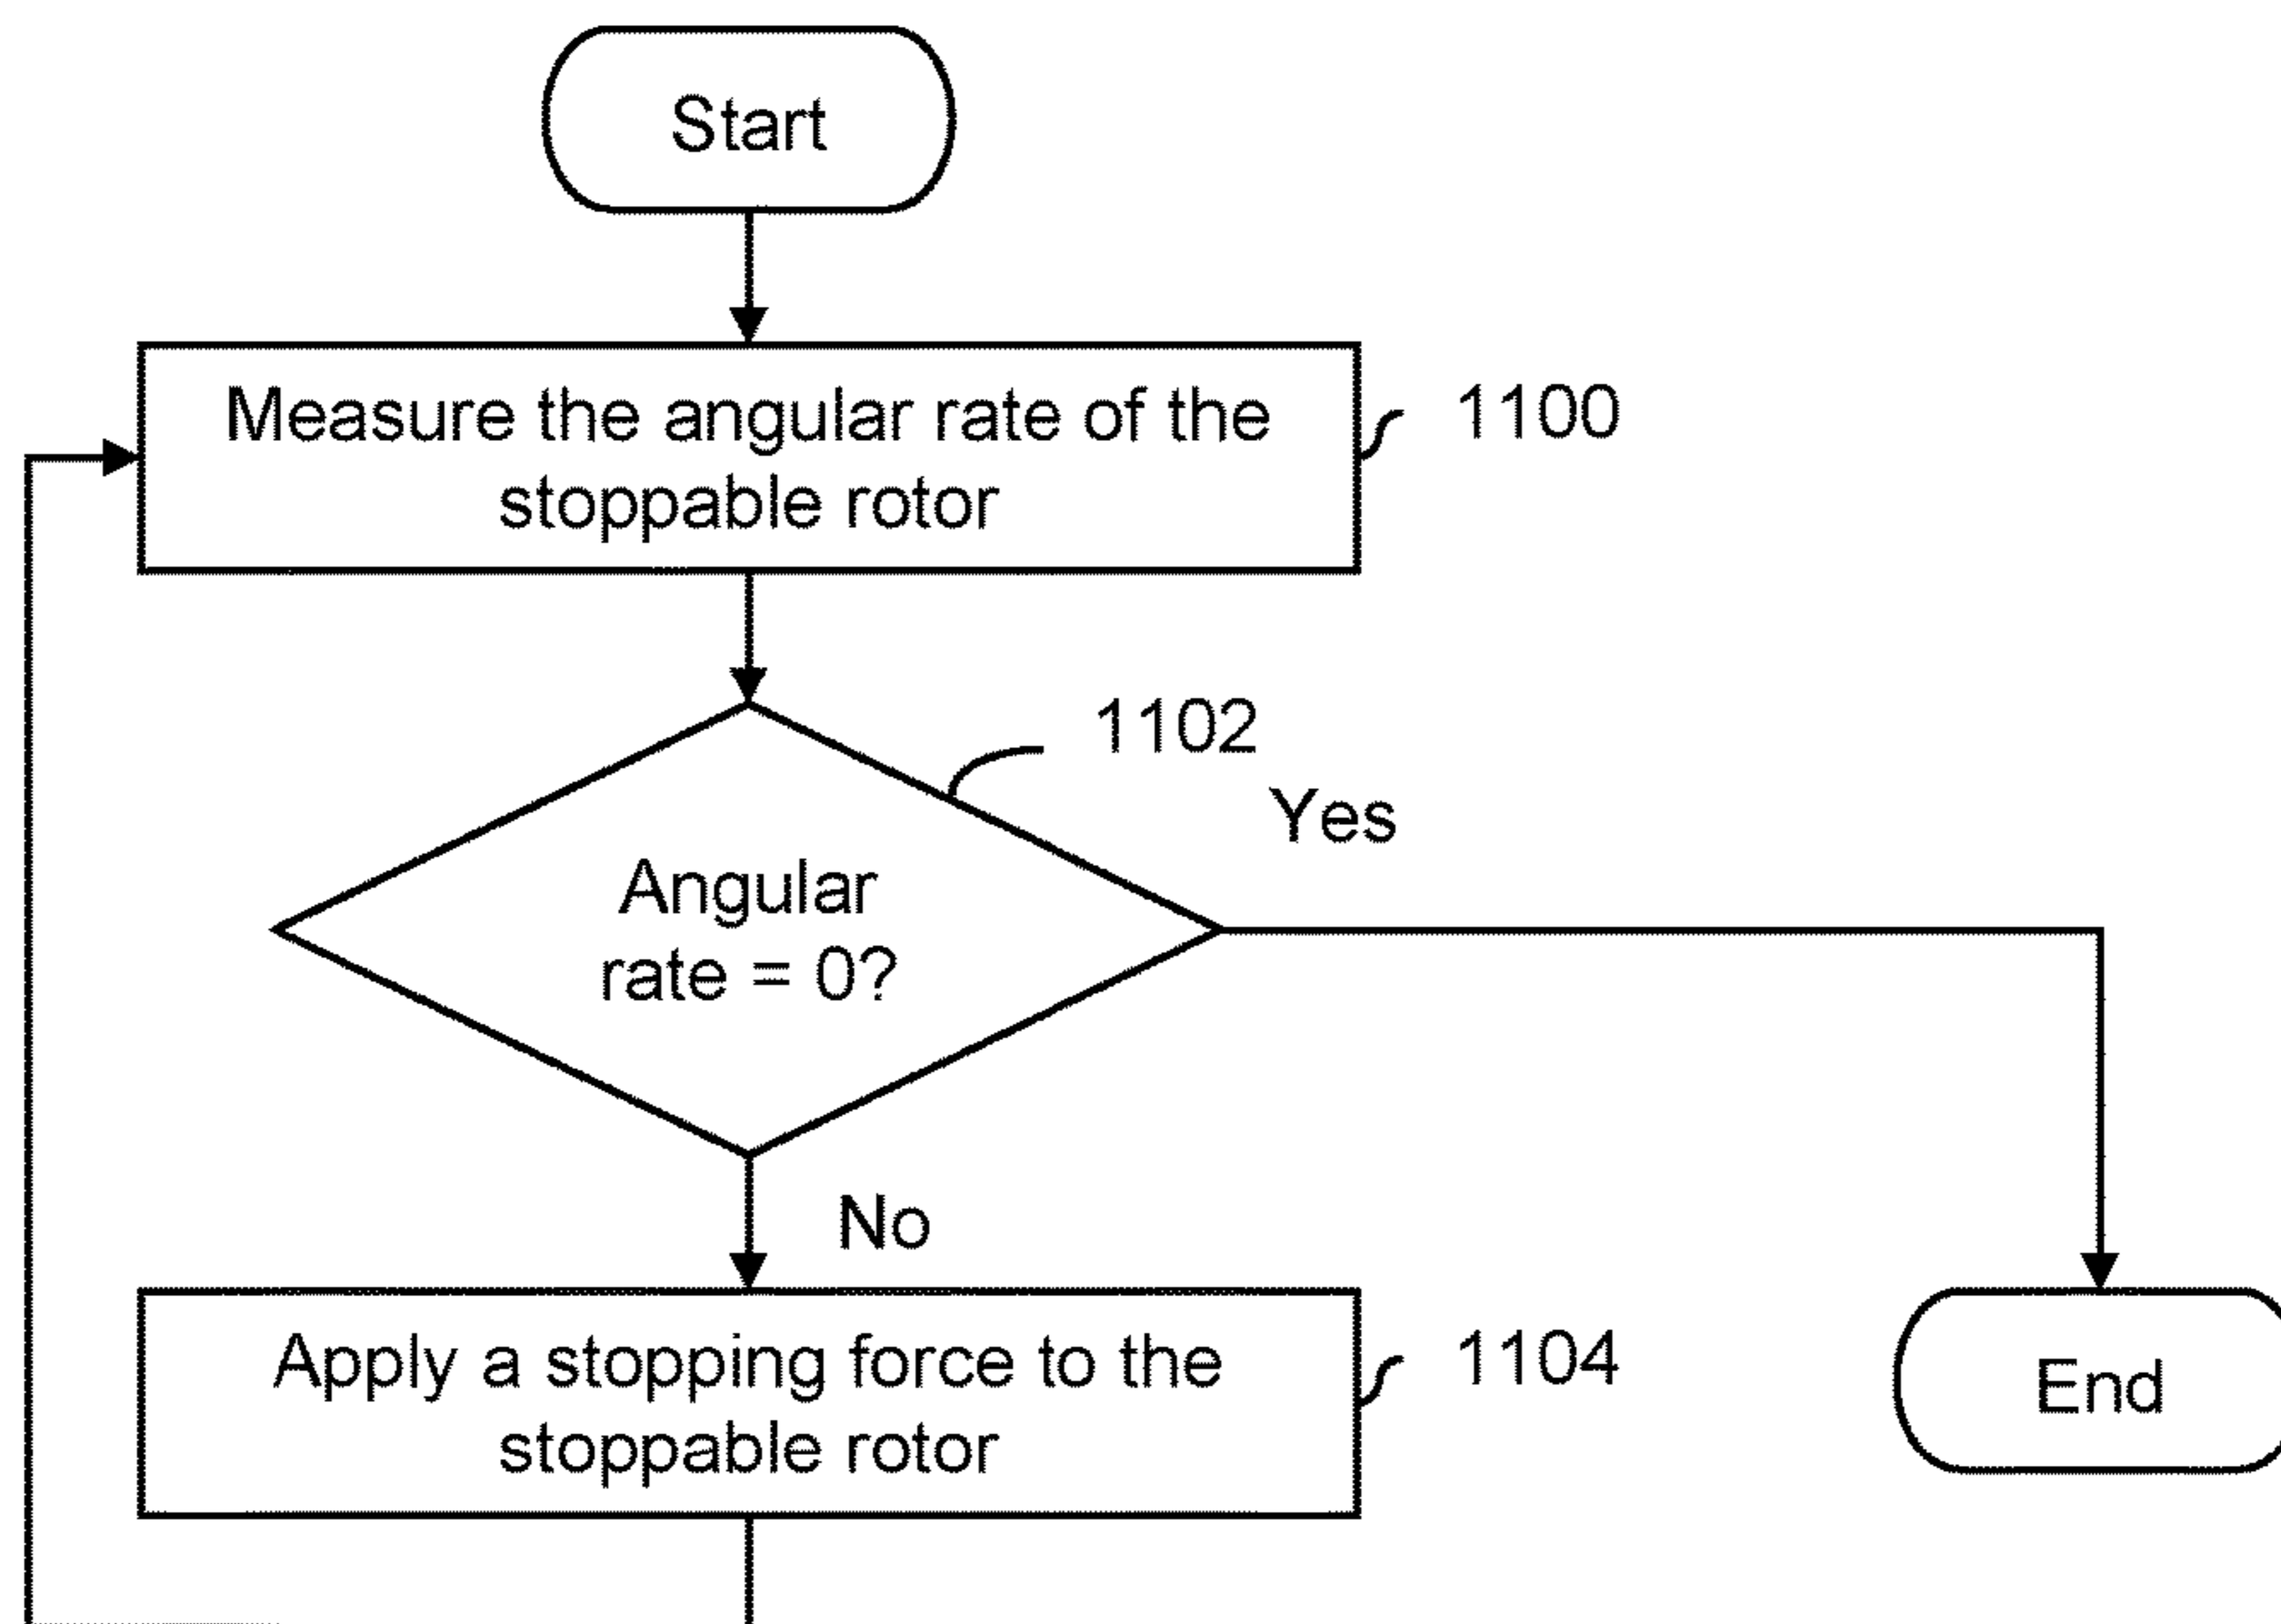 Start
Measure the angular rate of the
stoppable rotor
1100
1102
Yes
Angular
rate = 0?
No
Apply a stopping force to the
stoppable rotor
1104
End